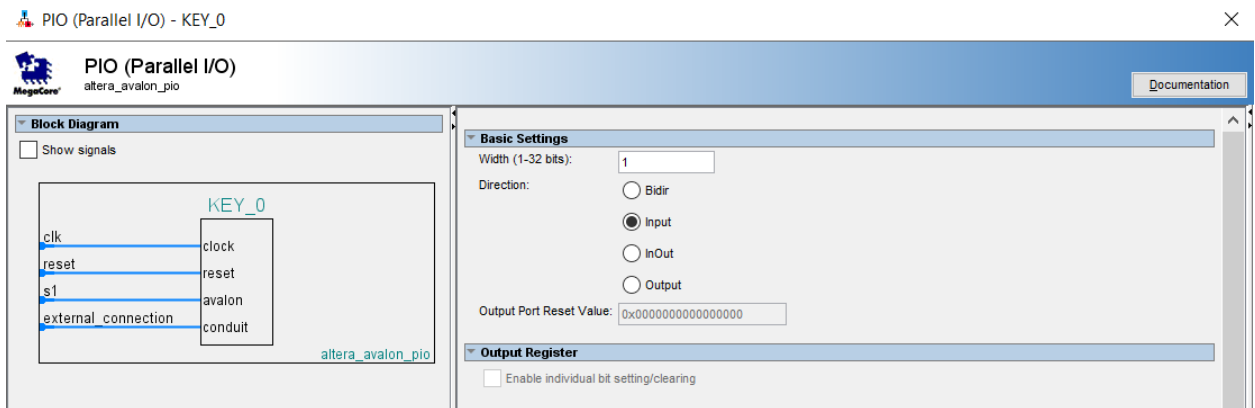 PIO (Parallel I/O) - KEY_0
PIO (Parallel I/O)
altera_avalon_pio
MegaCore®
Documentation
Block Diagram
Show signals
KEY_0
clk
clock
reset
reset
s1
avalon
external_connection
conduit
altera_avalon_pio
Basic Settings
Width (1-32 bits):
1
Direction:
Bidir
Input
InOut
Output
Output Port Reset Value:
0x0000000000000000
Output Register
Enable individual bit setting/clearing